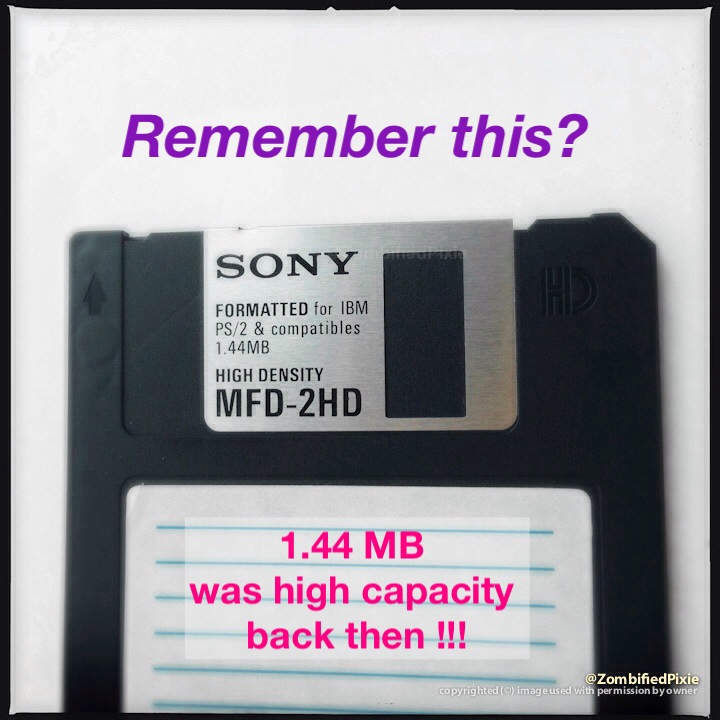 Remember this?
SONY
FORMATTED for IBM
PS/2 & compatibles
1.44MB
HIGH DENSITY
MFD-2HD
HD
1.44 MB
was high capacity
back then !!!
@ZombifiedPixie
copyrighted (©) image used with permission by owner